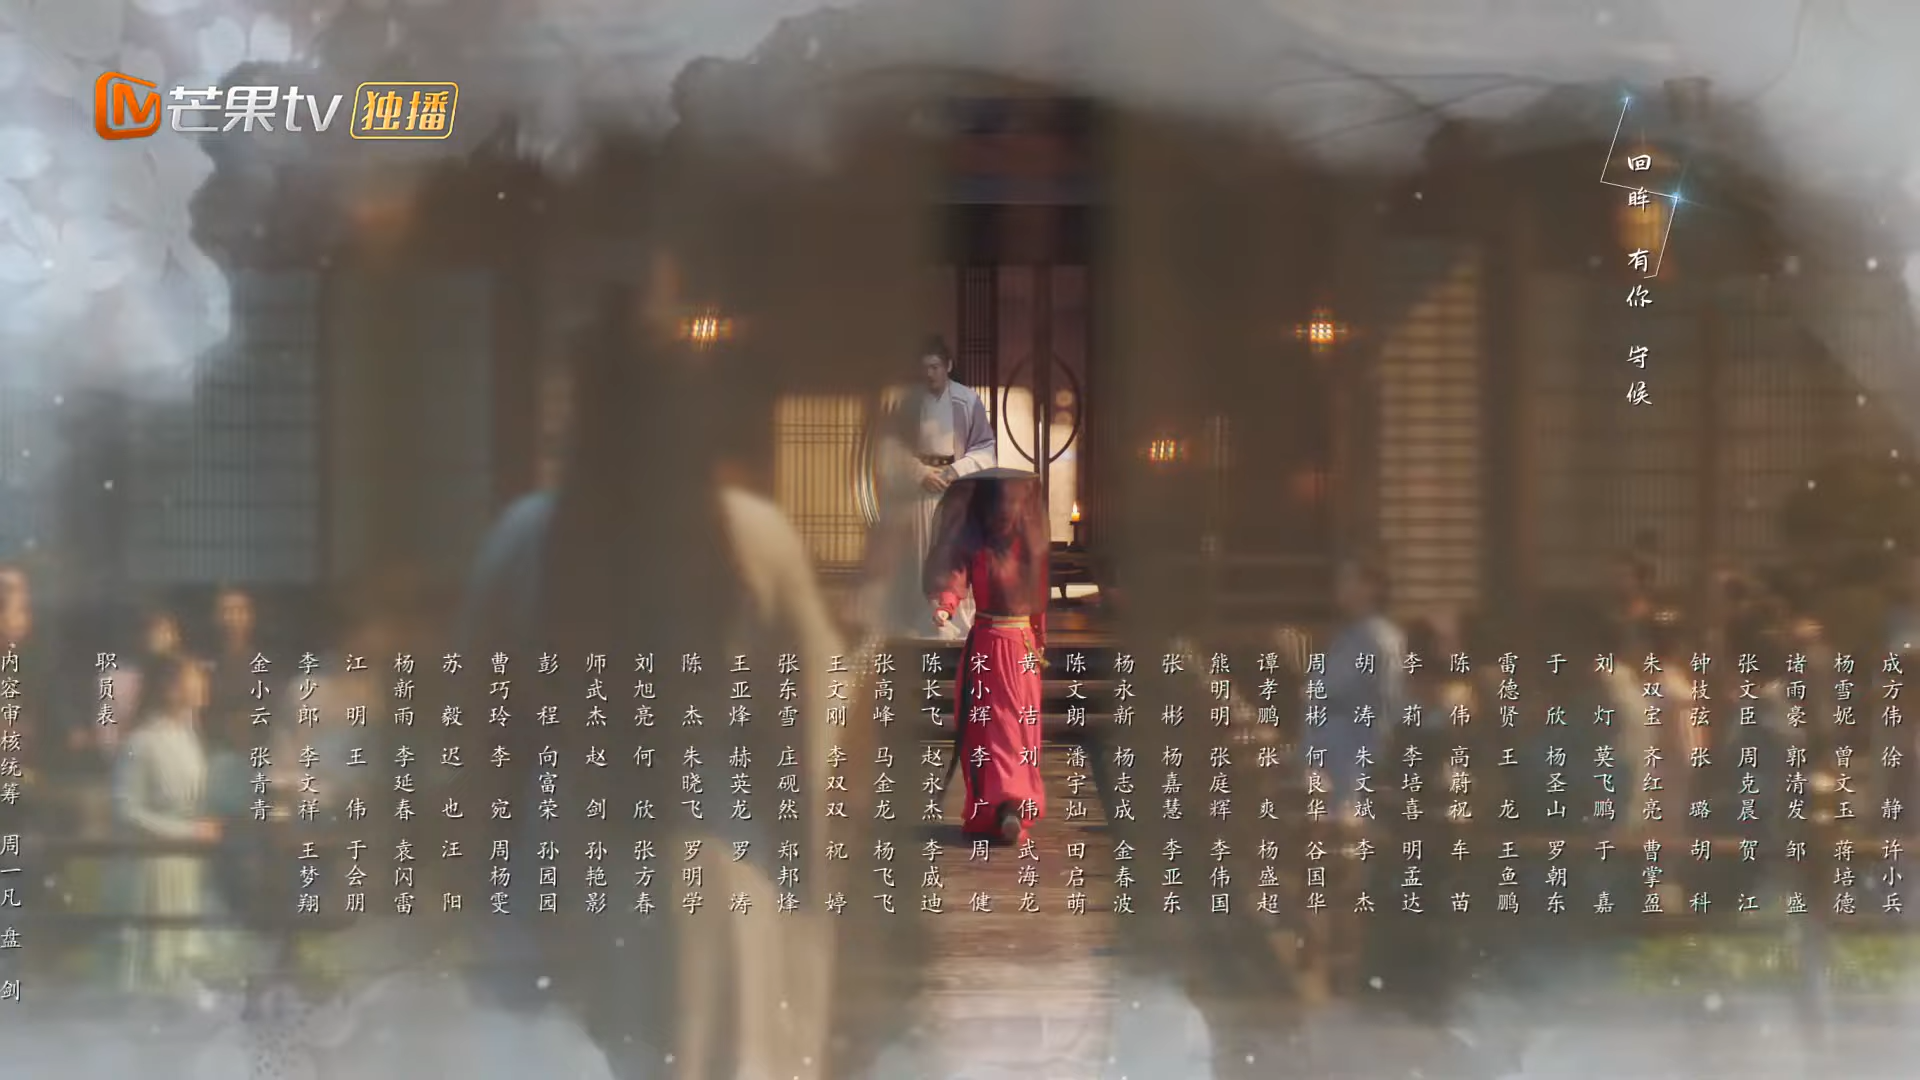 芒果tv 独播
回眸 有你 守候
成方伟 徐静 许小兵
杨雪妮 曾文玉 蒋培德
诸雨豪 郭清发 邹盛
张文臣 周克晨 贺江
钟枝弦 张璐 胡科
朱双宝 齐红亮 曹掌盈
刘灯 莫飞鹏 于嘉
于欣 杨圣山 罗朝东
雷德贤 王龙 王鱼鹏
陈伟 高蔚祝 车苗
李莉 李培喜 明孟达
胡涛 朱文斌 李杰
周艳彬 何良华 谷国华
谭孝鹏 张爽 杨盛超
熊明明 张庭辉 李伟国
张彬 杨嘉慧 李亚东
杨永新 杨志成 金春波
陈文朗 潘宇灿 田启萌
黄洁 刘伟 武海龙
宋小辉 李广 周健
陈长飞 赵永杰 李威迪
张高峰 马金龙 杨飞飞
王文刚 李双双 祝婷
张东雪 庄砚然 郑邦烽
王亚烽 赫英龙 罗涛
陈杰 朱晓飞 罗明学
刘旭亮 何欣 张方春
师武杰 赵剑 孙艳影
彭程 向富荣 孙园园
曹巧玲 李宛 周杨雯
苏毅 迟也 汪阳
杨新雨 李延春 袁闪雷
江明 王伟 于会朋
李少郎 李文祥 王梦翔
金小云 张青青
职员表
内容审核统筹 周一凡 盘剑